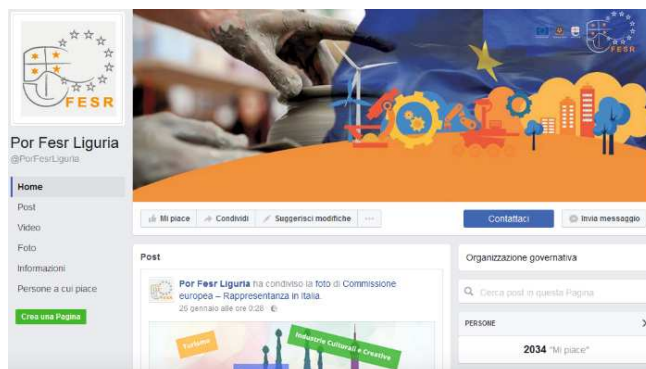 FESR
FESR
Por Fesr Liguria
@PorFesrLiguria
Home
Post
Video
Foto
Informazioni
Persone a cui piace
Crea una Pagina
Mi piace
Condividi
Suggerisci modifiche
Contattaci
Invia messaggio
Post
Por Fesr Liguria ha condiviso la foto di Commissione
europea – Rappresentanza in Italia.
26 gennaio alle ore 0:28
Turismo
Industrie Culturali e Creative
Organizzazione governativa
Cerca post in questa Pagina
PERSONE
2034 "Mi piace"